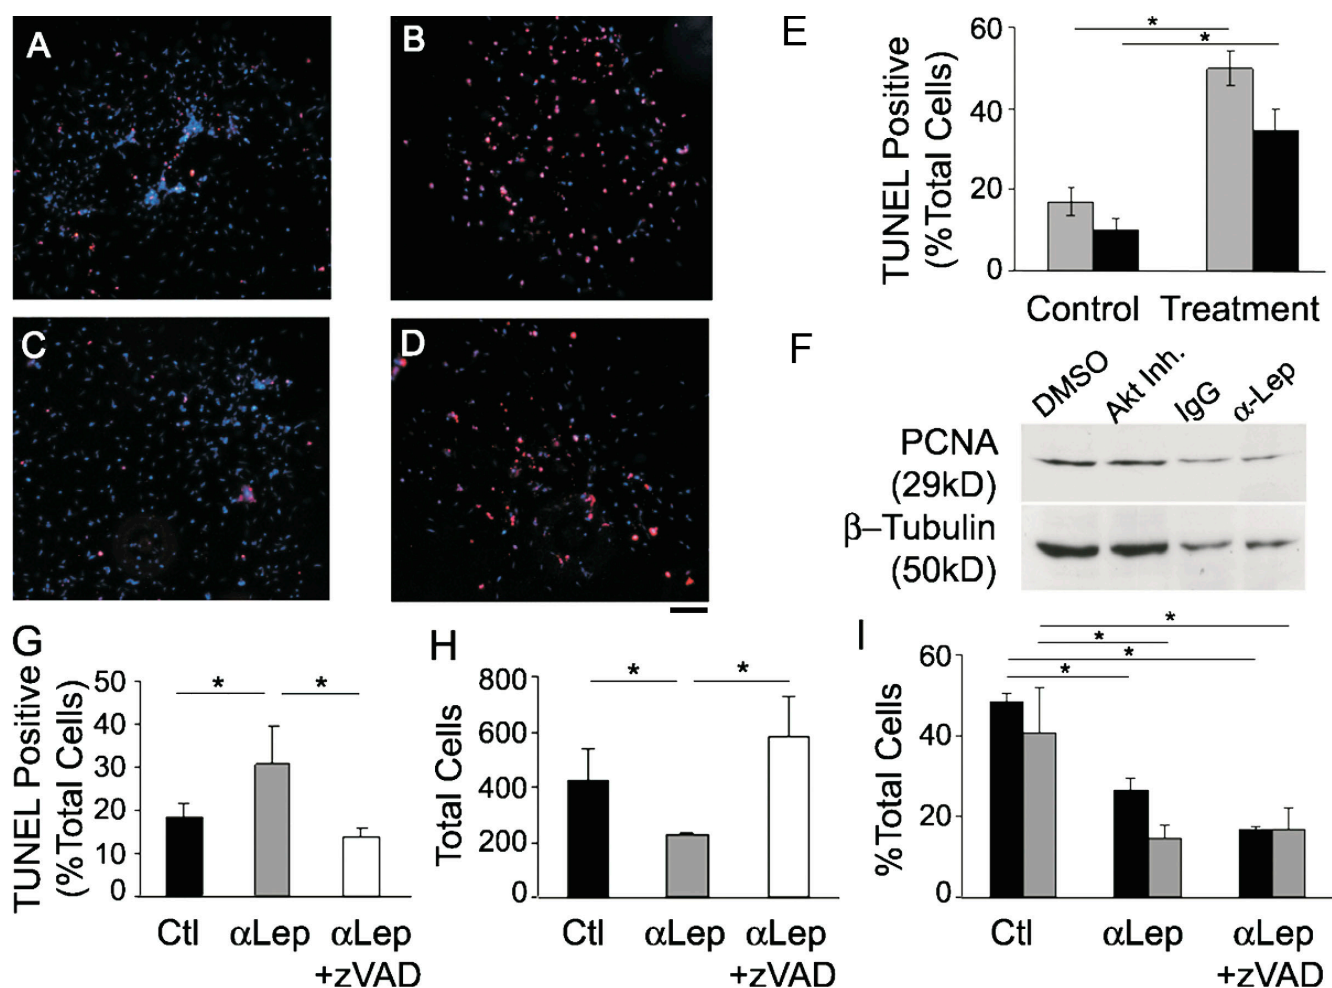 A
B
C
D
E
TUNEL Positive
(%Total Cells)
60
40
20
0
*
*
Control Treatment
F
DMSO
Akt Inh.
IgG
α-Lep
PCNA
(29kD)
β–Tubulin
(50kD)
G
TUNEL Positive
(%Total Cells)
50
40
30
20
10
0
*
*
Ctl αLep αLep
+zVAD
H
Total Cells
800
600
400
200
0
*
*
Ctl αLep αLep
+zVAD
I
%Total Cells
60
40
20
0
*
*
*
*
Ctl αLep αLep
+zVAD